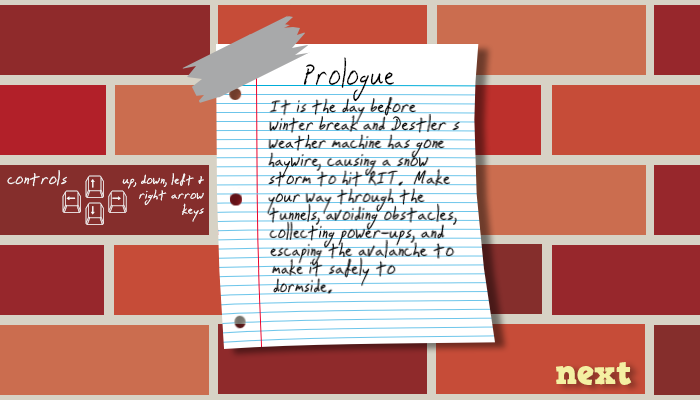 Prologue
It is the day before
winter break and Destler s
weather machine has gone
haywire, causing a snow
storm to hit RIT. Make
your way through the
tunnels, avoiding obstacles,
collecting power-ups, and
escaping the avalanche to
make it safely to
dormside.
controls
up, down, left +
right arrow
keys
next